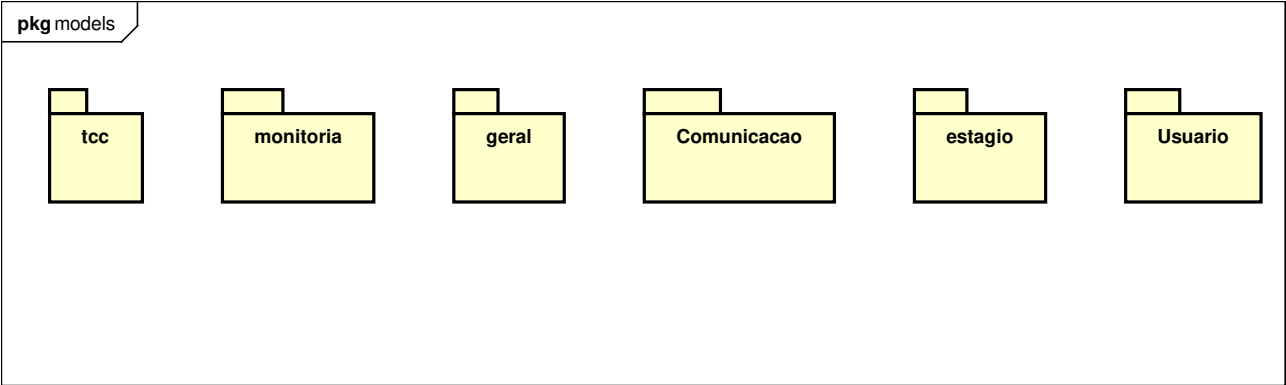 pkg models
tcc
monitoria
geral
Comunicacao
estagio
Usuario